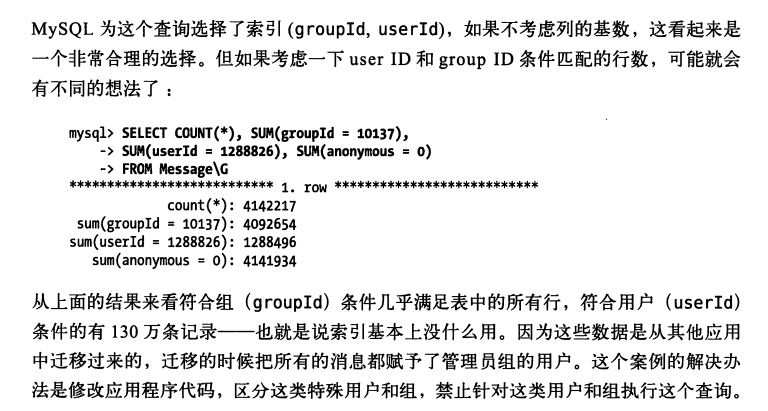 MySQL 为这个查询选择了索引 (groupId, userId)，如果不考虑列的基数，这看起来是
一个非常合理的选择。但如果考虑一下 user ID 和 group ID 条件匹配的行数，可能就会
有不同的想法了：
mysql> SELECT COUNT(*), SUM(groupId = 10137),
-> SUM(userId = 1288826), SUM(anonymous = 0)
-> FROM Message\G
*************************** 1. row ***************************
count(*): 4142217
sum(groupId = 10137): 4092654
sum(userId = 1288826): 1288496
sum(anonymous = 0): 4141934
从上面的结果来看符合组（groupId）条件几乎满足表中的所有行，符合用户（userId）
条件的有 130 万条记录——也就是说索引基本上没什么用。因为这些数据是从其他应用
中迁移过来的，迁移的时候把所有的消息都赋予了管理员组的用户。这个案例的解决办
法是修改应用程序代码，区分这类特殊用户和组，禁止针对这类用户和组执行这个查询。